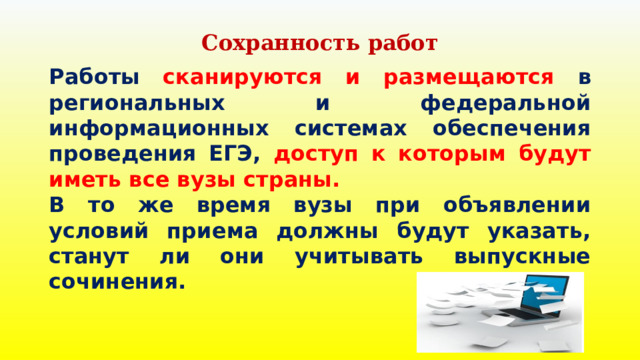 Сохранность работ
Работы сканируются и размещаются в
региональных и федеральной
информационных системах обеспечения
проведения ЕГЭ, доступ к которым будут
иметь все вузы страны.
В то же время вузы при объявлении
условий приема должны будут указать,
станут ли они учитывать выпускные
сочинения.